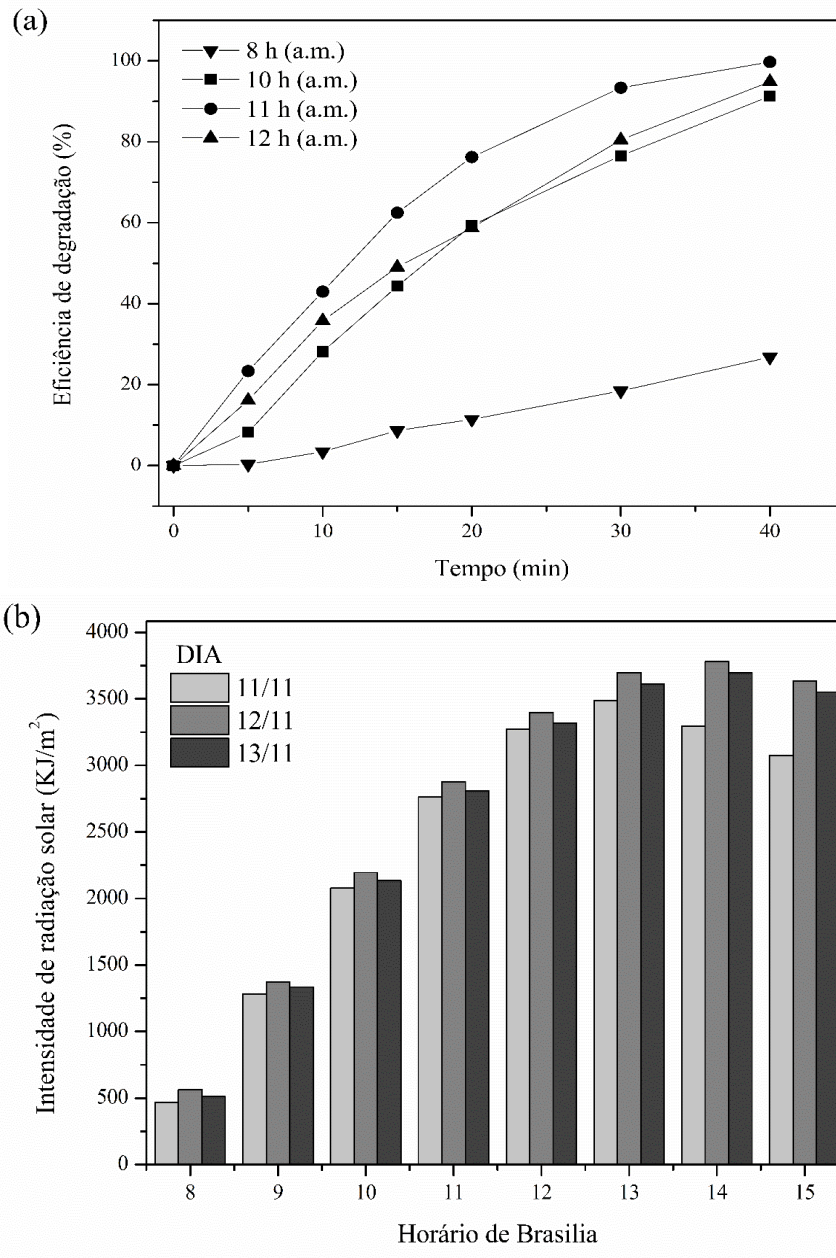 (a)
8 h (a.m.)
10 h (a.m.)
11 h (a.m.)
12 h (a.m.)
100
80
60
40
20
0
Eficiência de degradação (%)
0 10 20 30 40
Tempo (min)
(b)
DIA
11/11
12/11
13/11
4000
3500
3000
2500
2000
1500
1000
500
0
Intensidade de radiação solar (KJ/m²)
8 9 10 11 12 13 14 15
Horário de Brasilia